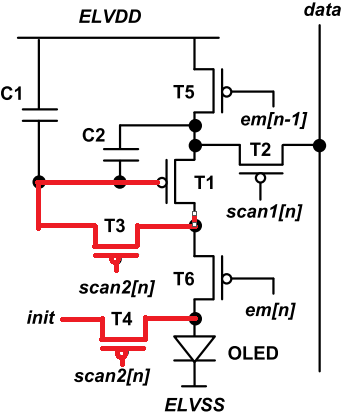 ELVDD
data
C1
T5
em[n-1]
C2
T2
T1
scan1[n]
T3
scan2[n]
T6
em[n]
init
T4
OLED
scan2[n]
ELVSS